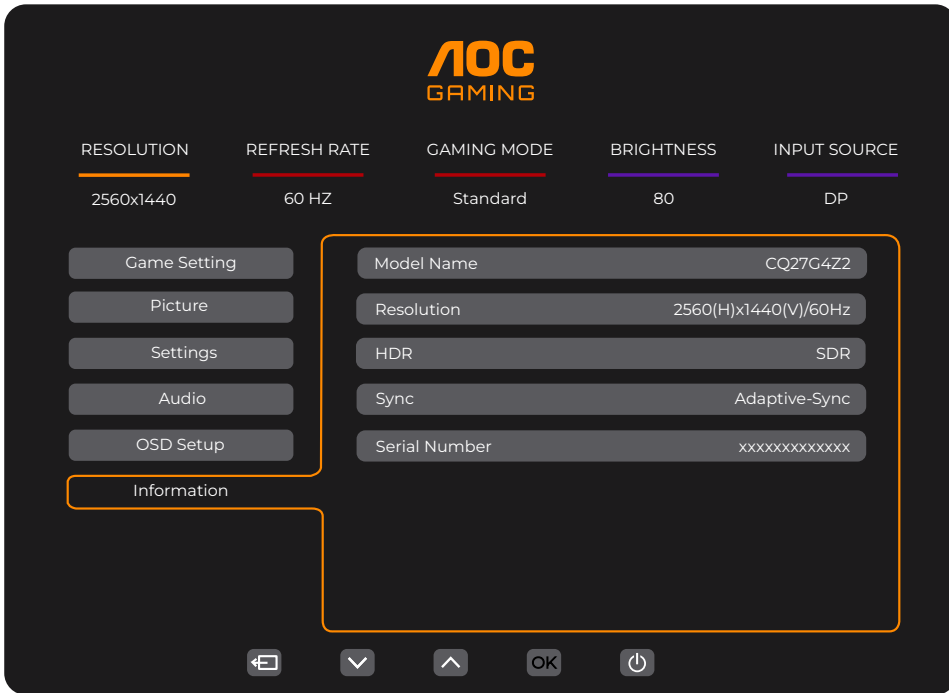 AOC
GAMING
RESOLUTION REFRESH RATE GAMING MODE BRIGHTNESS INPUT SOURCE
2560x1440 60 HZ Standard 80 DP
Game Setting
Picture
Settings
Audio
OSD Setup
Information
Model Name CQ27G4Z2
Resolution 2560(H)x1440(V)/60Hz
HDR SDR
Sync Adaptive-Sync
Serial Number xxxxxxxxxxxxx
OK